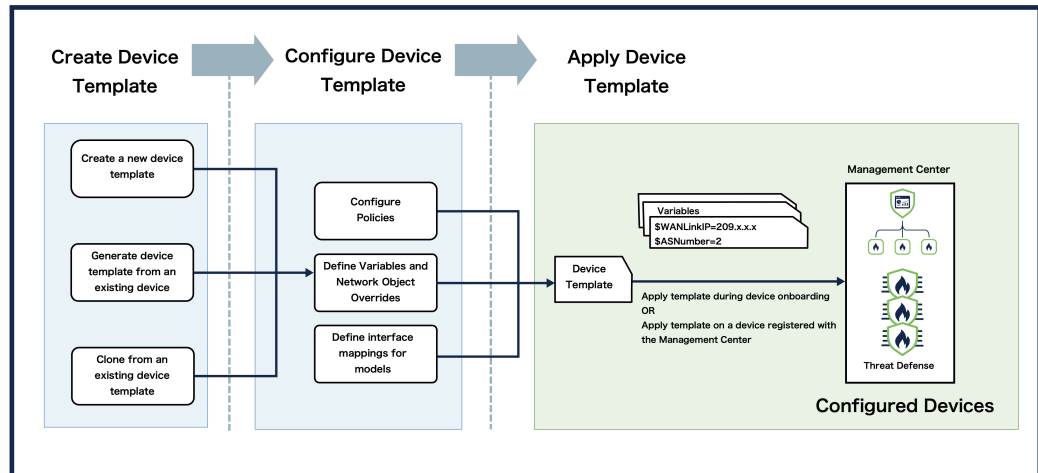 Create Device
Template
Configure Device
Template
Apply Device
Template
Create a new device
template
Generate device
template from an
existing device
Clone from an
existing device
template
Configure
Policies
Define Variables and
Network Object
Overrides
Define interface
mappings for
models
Device
Template
Variables
$WANLinkIP=209.x.x.x
$ASNumber=2
Apply template during device onboarding
OR
Apply template on a device registered with
the Management Center
Management Center
Threat Defense
Configured Devices